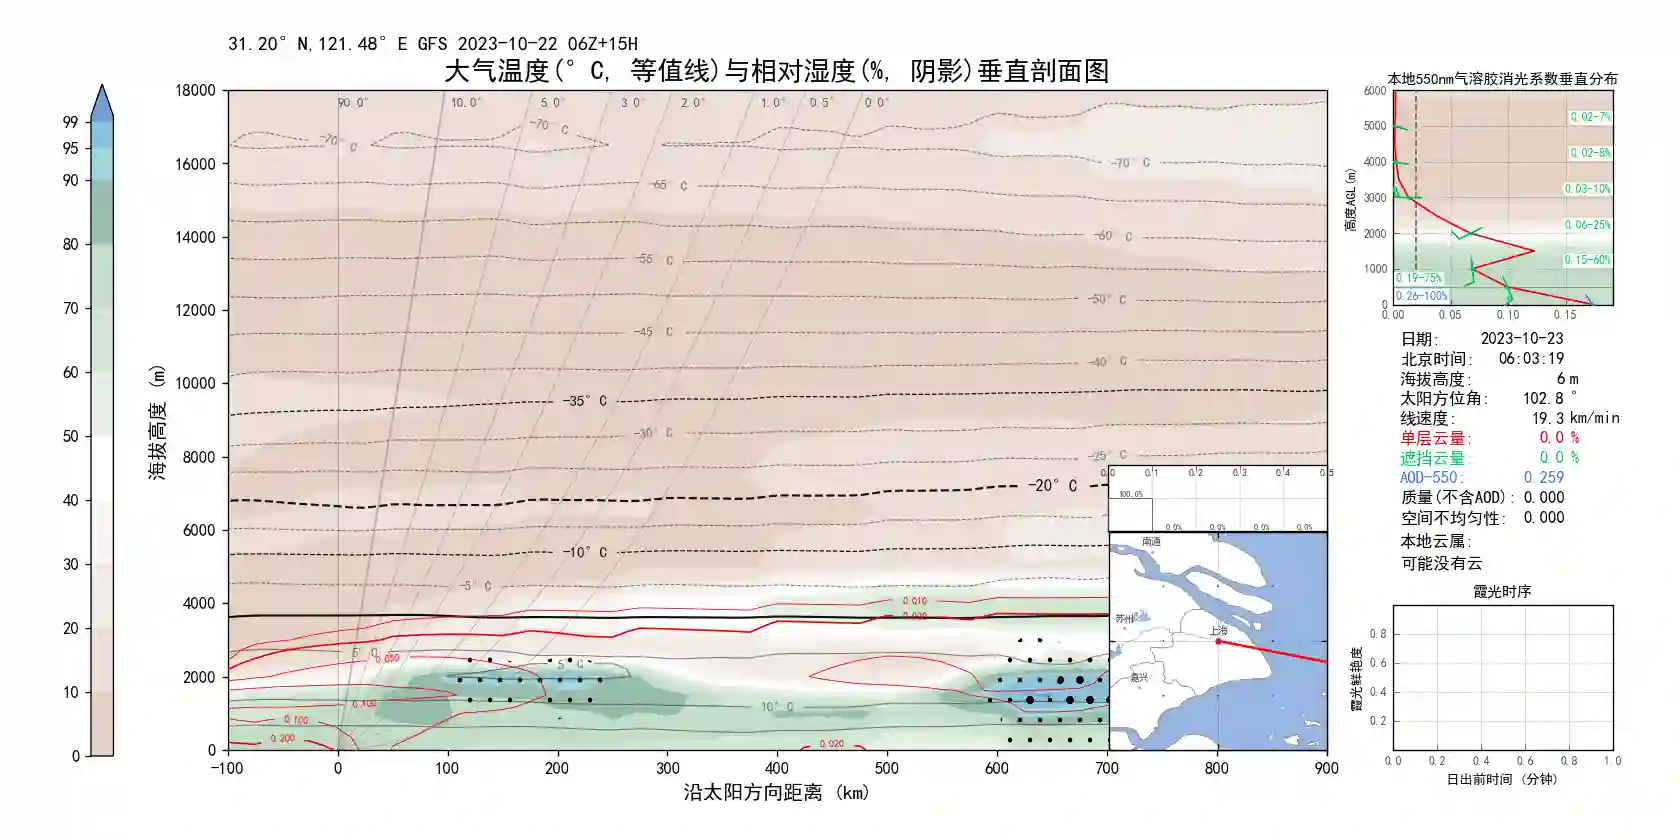 31.20° N,121.48° E GFS 2023-10-22 06Z+15H
大气温度(° C, 等值线)与相对湿度(%, 阴影)垂直剖面图
99
95
90
80
70
60
50
40
30
20
10
0
海拔高度 (m)
18000
16000
14000
12000
10000
8000
6000
4000
2000
0
90.0° 10.0° 5.0° 3.0° 2.0° 1.0° 0.5° 0.0°
-70° C
-70° C
-70° C
-65° C
-60° C
-55° C
-50° C
-45° C
-40° C
-35° C
-30° C
-25° C
-20° C
-10° C
-5° C
0.010
5° C
0.050
5° C
0.100
10° C
0.100
0.200
0.020
-100 0 100 200 300 400 500 600 700 800 900
沿太阳方向距离 (km)
0.0 0.1 0.2 0.3 0.4 0.5
100.0%
0.0% 0.0% 0.0% 0.0%
南通
苏州
上海
嘉兴
本地550nm气溶胶消光系数垂直分布
高度AGL(m)
6000
5000
4000
3000
2000
1000
0
0.02-7%
0.02-8%
0.03-10%
0.06-25%
0.15-60%
0.19-75%
0.26-100%
0.00 0.05 0.10 0.15
日期: 2023-10-23
北京时间: 06:03:19
海拔高度: 6 m
太阳方位角: 102.8 °
线速度: 19.3 km/min
单层云量: 0.0 %
遮挡云量: 0.0 %
AOD-550: 0.259
质量(不含AOD): 0.000
空间不均匀性: 0.000
本地云属:
可能没有云
霞光时序
霞光鲜艳度
0.8
0.6
0.4
0.2
0.0 0.2 0.4 0.6 0.8 1.0
日出前时间 (分钟)